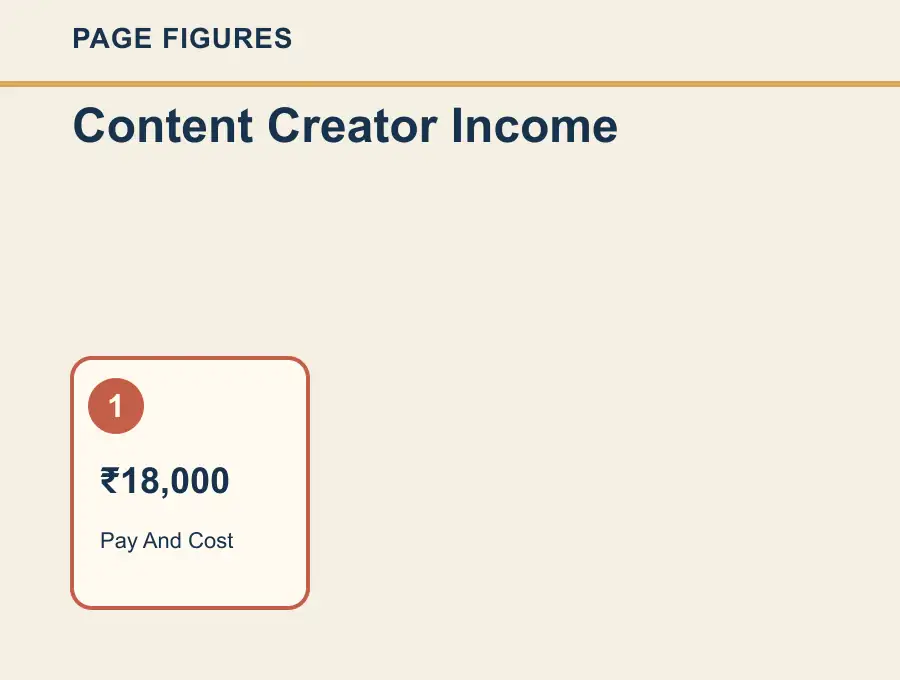 PAGE FIGURES
Content Creator Income
1
₹18,000
Pay And Cost